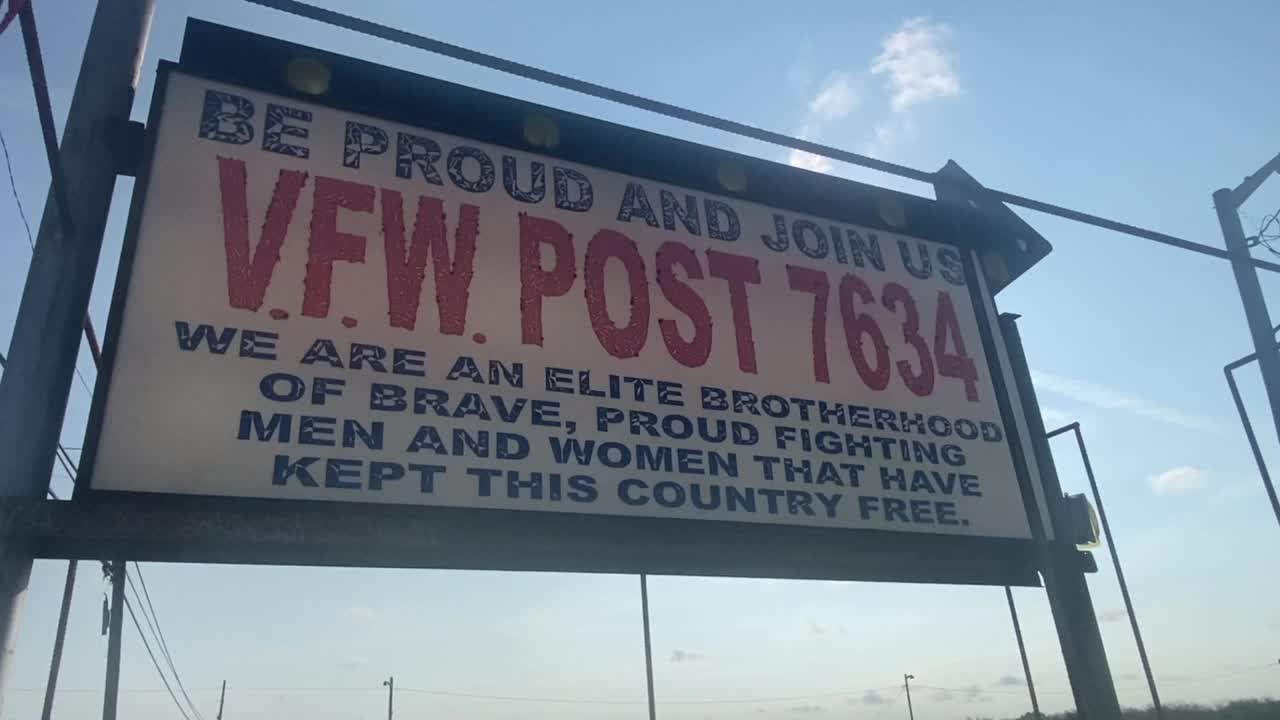 BE PROUD AND JOIN US
V.F.W. POST 7634
WE ARE AN ELITE BROTHERHOOD
OF BRAVE, PROUD FIGHTING
MEN AND WOMEN THAT HAVE
KEPT THIS COUNTRY FREE.